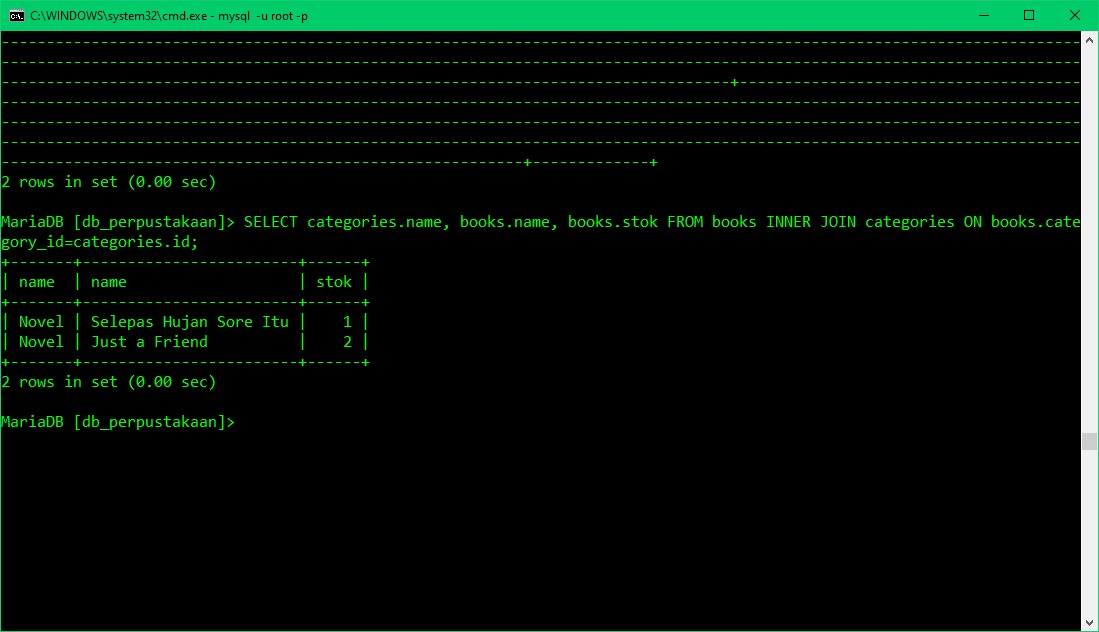 C:\WINDOWS\system32\cmd.exe - mysql -u root -p
--------------------------------------------------------------------------------------------------------------------------
--------------------------------------------------------------------------------------------------------------------------
---------------------------------------------------------------------------------+--------------------------------------
--------------------------------------------------------------------------------------------------------------------------
--------------------------------------------------------------------------------------------------------------------------
--------------------------------------------------------------------------------------------------------------------------
----------------------------------------------------------+-------------+
2 rows in set (0.00 sec)
MariaDB [db_perpustakaan]> SELECT categories.name, books.name, books.stok FROM books INNER JOIN categories ON books.cate
gory_id=categories.id;
+-------+------------------------+------+
| name  | name                   | stok |
+-------+------------------------+------+
| Novel | Selepas Hujan Sore Itu |    1 |
| Novel | Just a Friend          |    2 |
+-------+------------------------+------+
2 rows in set (0.00 sec)
MariaDB [db_perpustakaan]>